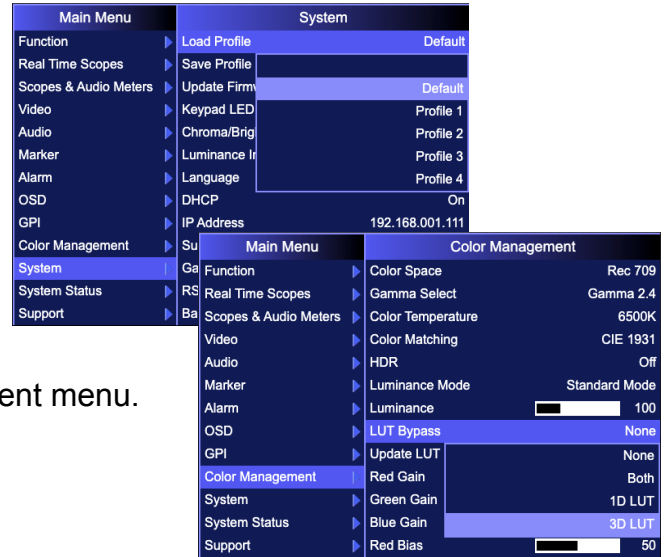 Main Menu System
Function Load Profile Default
Real Time Scopes Save Profile
Scopes & Audio Meters Update Firmw Default
Video Keypad LED Profile 1
Audio Chroma/Brig Profile 2
Marker Luminance In Profile 3
Alarm Language Profile 4
OSD DHCP On
GPI IP Address 192.168.001.111
Color Management Su
System Ga
System Status RS
Support Ba
ent menu.
Main Menu Color Management
Function Color Space Rec 709
Real Time Scopes Gamma Select Gamma 2.4
Scopes & Audio Meters Color Temperature 6500K
Video Color Matching CIE 1931
Audio HDR Off
Marker Luminance Mode Standard Mode
Alarm Luminance 100
OSD LUT Bypass None
GPI Update LUT None
Color Management Red Gain Both
System Green Gain 1D LUT
System Status Blue Gain 3D LUT
Support Red Bias 50